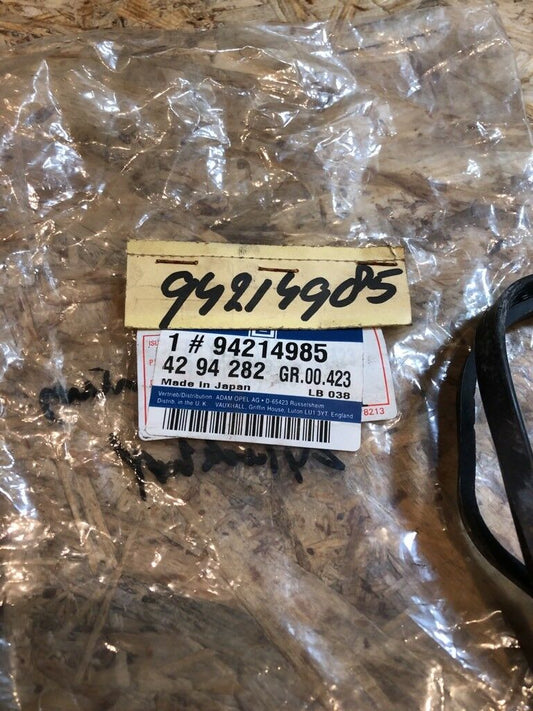 94214985
1 # 94214985
42 94 282 GR.00.423
Made In Japan LB 038
Vertrieb/Distribution: ADAM OPEL AG • D-65423 Rüsselsheim
Distrib. in the U.K. VAUXHALL, Griffin House, Luton LU1 3YT, England
8213